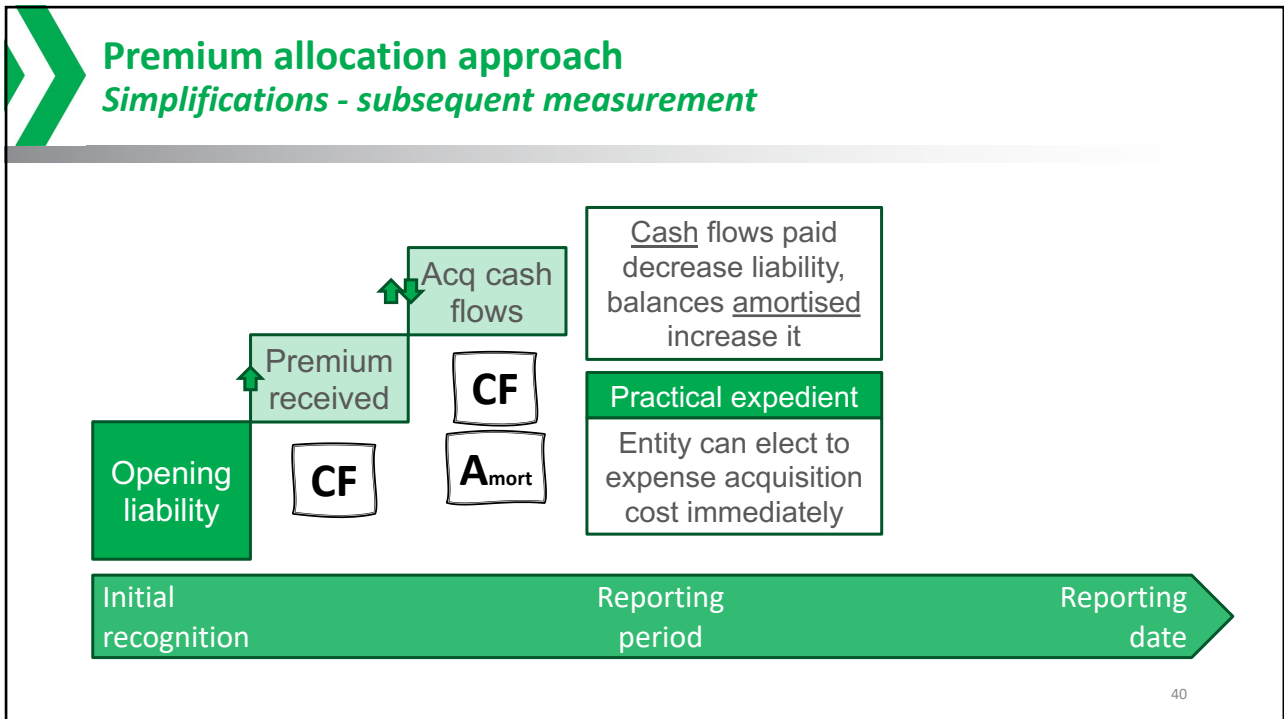 Premium allocation approach
Simplifications - subsequent measurement
Cash flows paid
decrease liability,
balances amortised
increase it
Acq cash
flows
Premium
received
CF
Practical expedient
Entity can elect to
expense acquisition
cost immediately
Opening
liability
CF
Amort
Initial
recognition
Reporting
period
Reporting
date
40